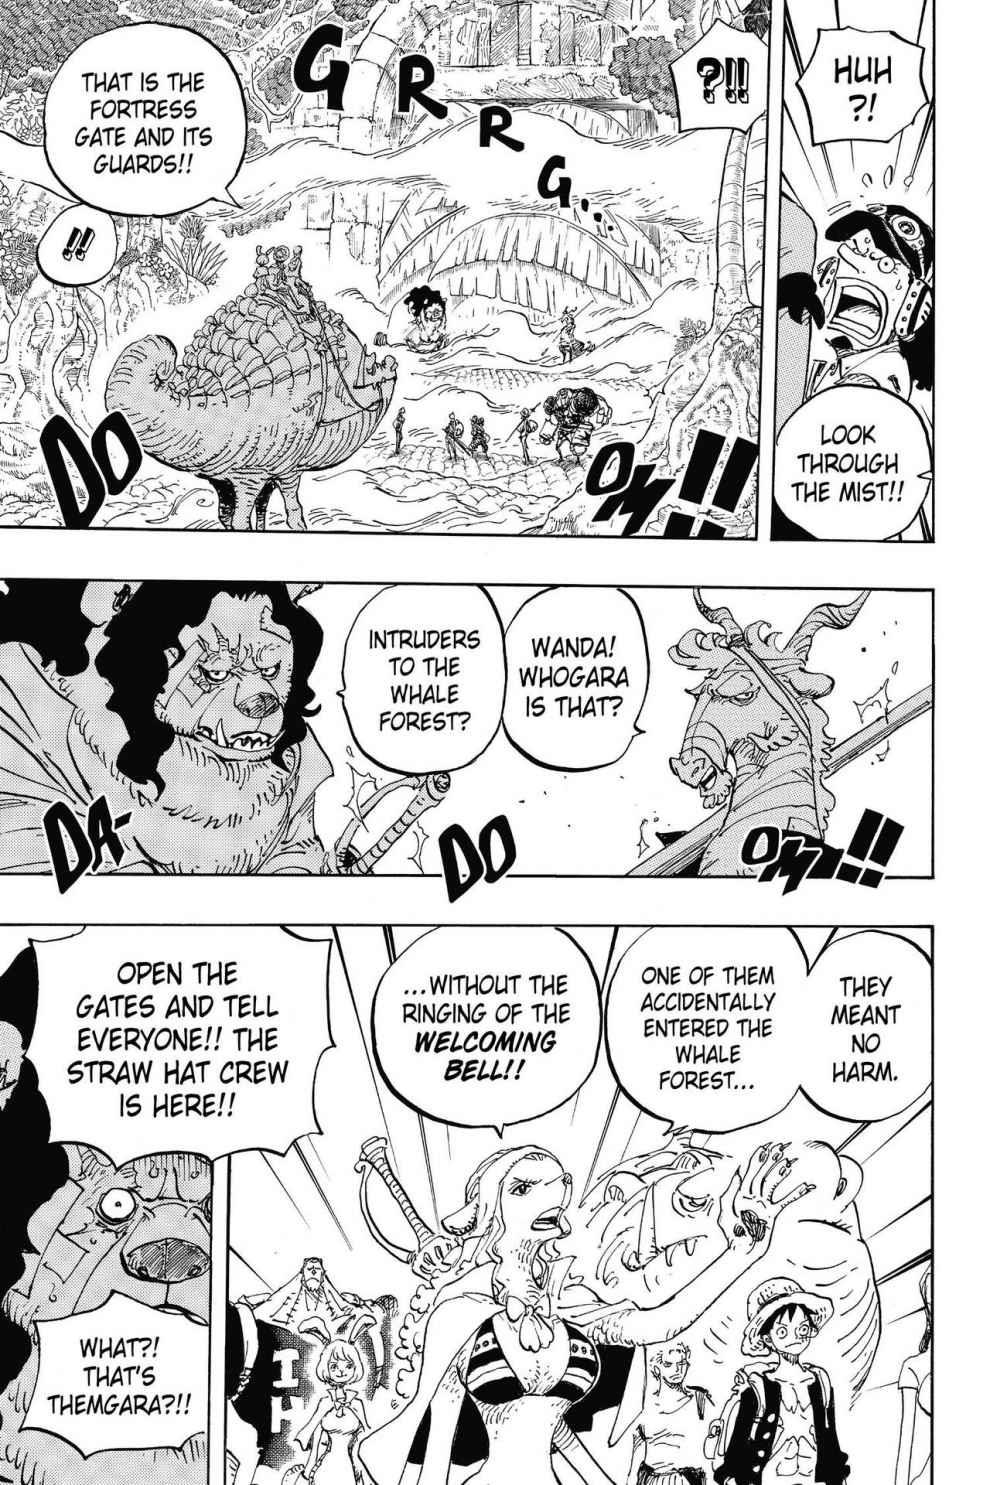 HUH
?!
LOOK
THROUGH
THE MIST!!
?!!
GRRRG...
THAT IS THE
FORTRESS
GATE AND ITS
GUARDS!!
!!
DO
OM!!
WANDA!
WHOGARA
IS THAT?
INTRUDERS
TO THE
WHALE
FOREST?
DA-
DO
OM!!
THEY
MEANT
NO
HARM.
ONE OF THEM
ACCIDENTALLY
ENTERED THE
WHALE
FOREST...
...WITHOUT THE
RINGING OF THE
WELCOMING
BELL!!
OPEN THE
GATES AND TELL
EVERYONE!! THE
STRAW HAT CREW
IS HERE!!
WHAT?!
THAT'S
THEMGARA?!!